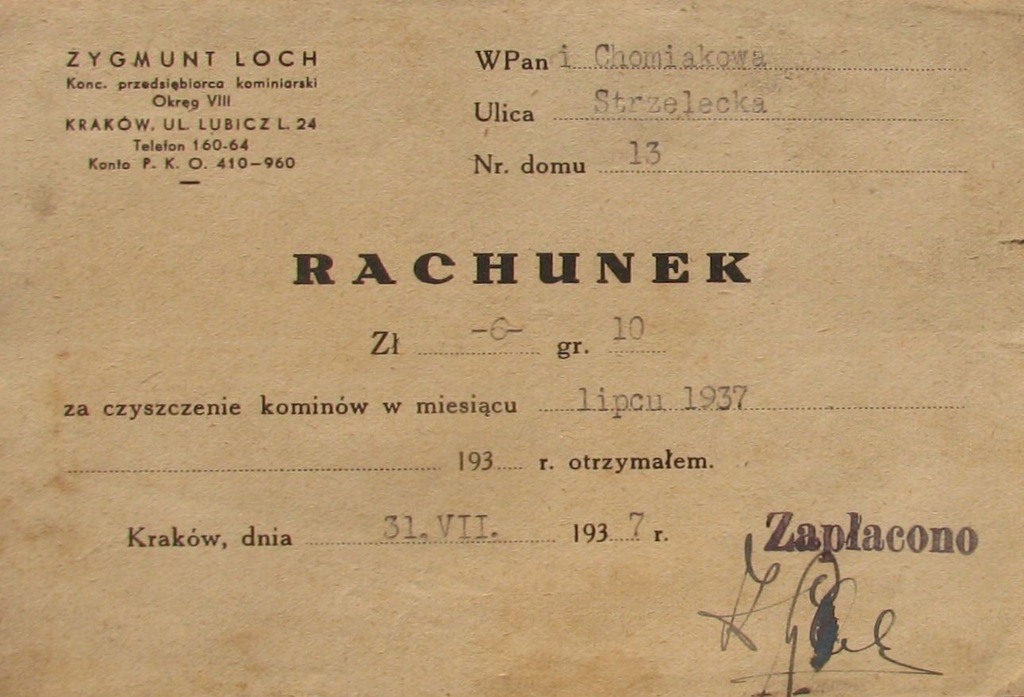 ZYGMUNT LOCH
Konc. przedsiębiorca kominiarski
Okręg VIII
KRAKÓW, UL. LUBICZ L. 24
Telefon 160-64
Konto P. K. O. 410-960
WPani Chomiakowa
Ulica Strzelecka
Nr. domu 13
RACHUNEK
Zł -6- gr. 10
za czyszczenie kominów w miesiącu lipcu 1937
193 r. otrzymałem.
Kraków, dnia 31.VII. 1937 r.
Zapłacono